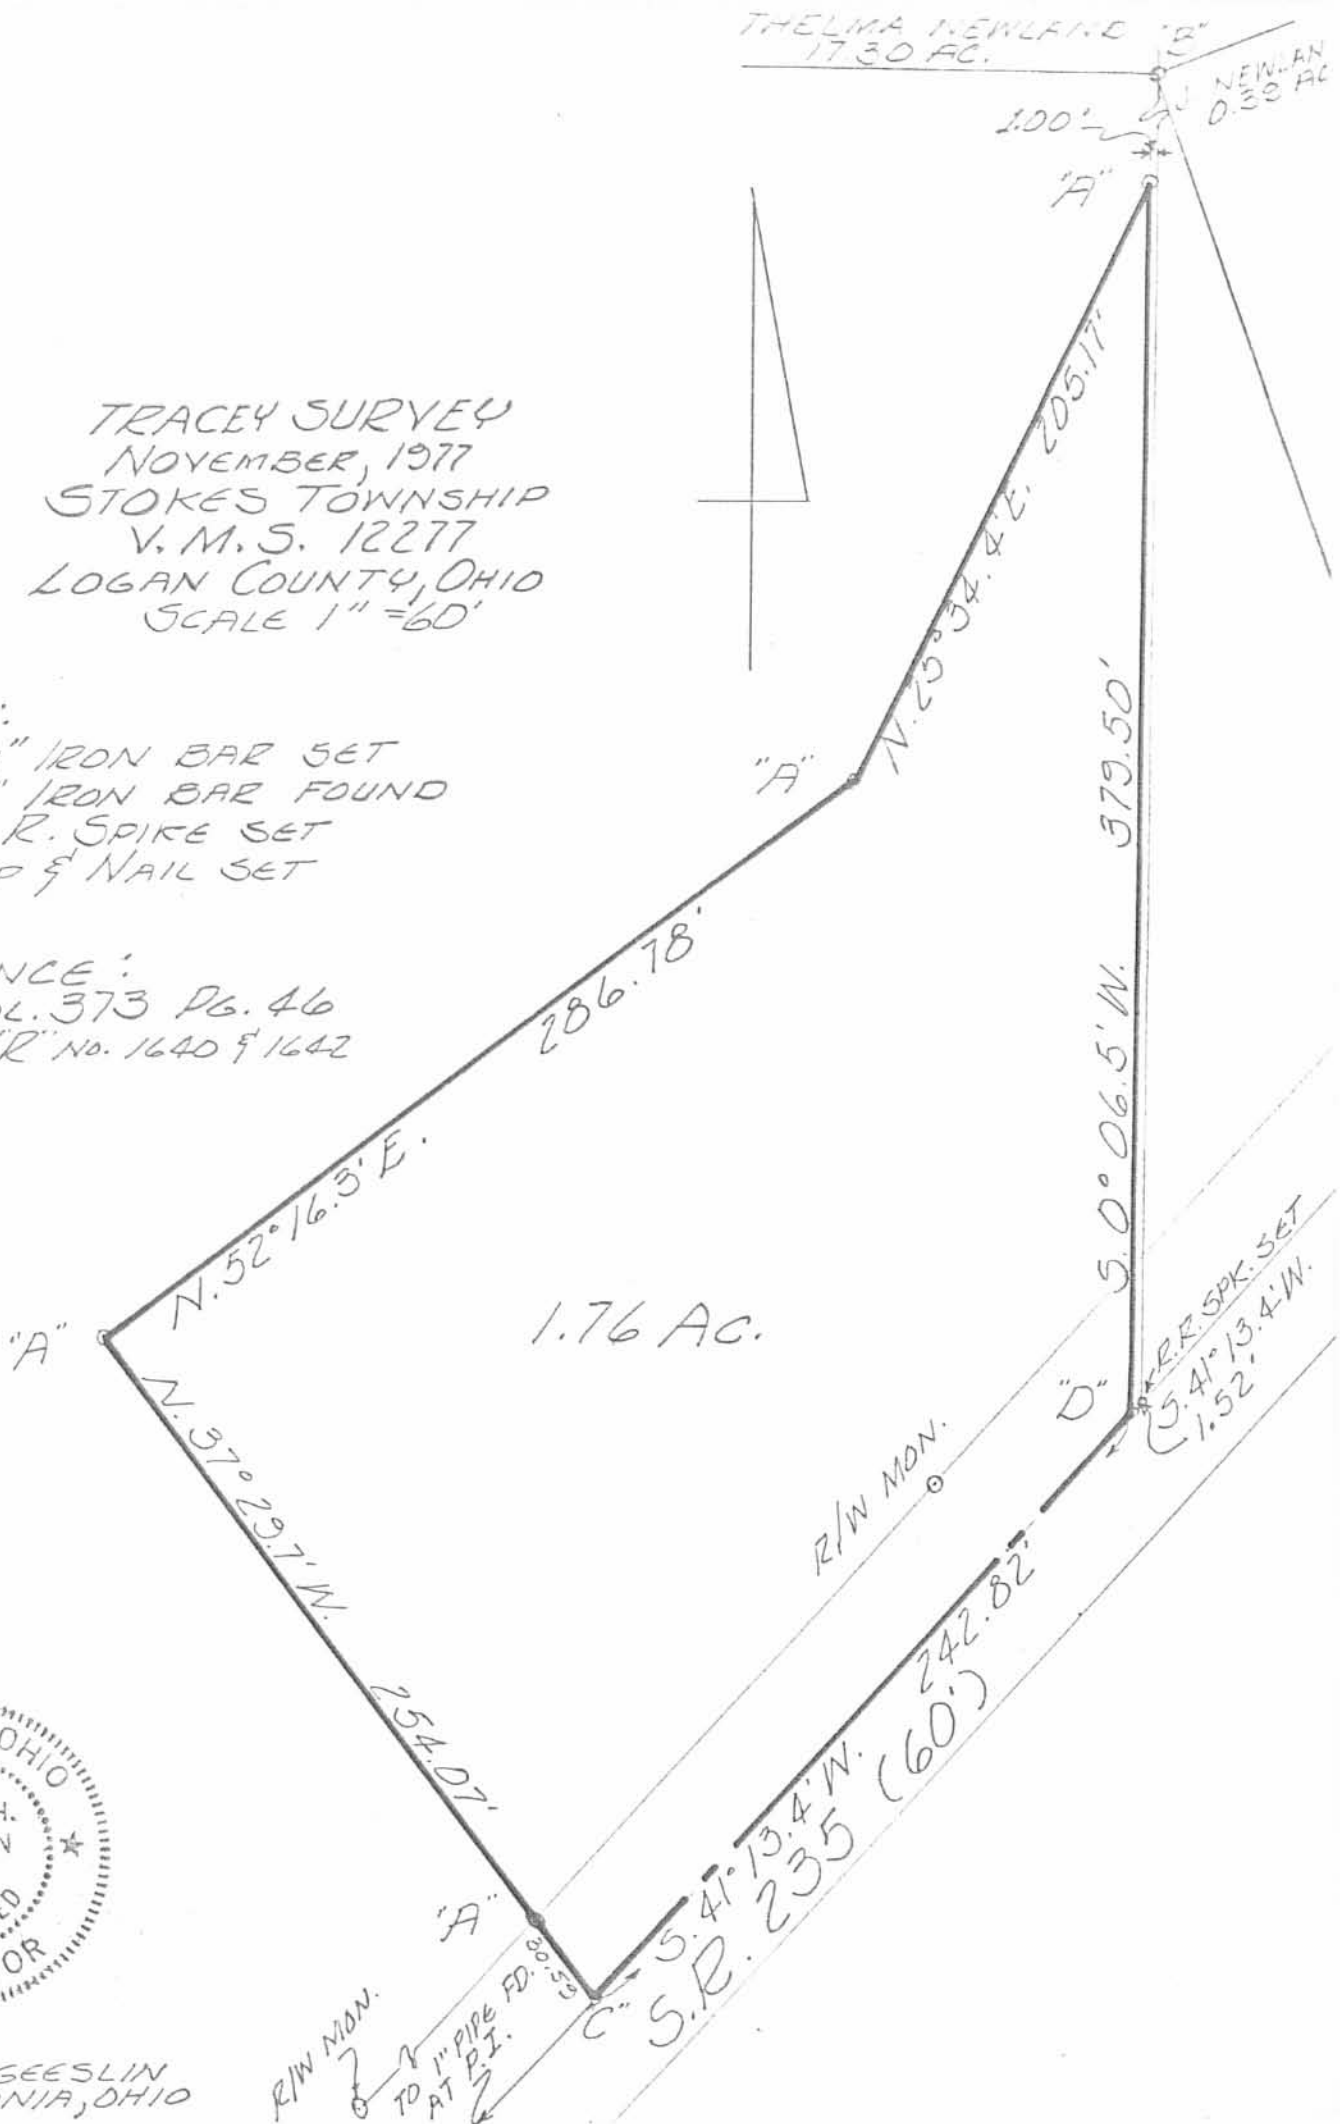 THELMA NEWLAND "B"
17.30 AC.
J. NEWLAN
0.39 AC
1.00'
"A"
N. 25° 34.4' E. 205.17'
TRACEY SURVEY
NOVEMBER, 1977
STOKES TOWNSHIP
V. M. S. 12277
LOGAN COUNTY, OHIO
SCALE 1" = 60'
" IRON BAR SET
" IRON BAR FOUND
R. SPIKE SET
& NAIL SET
NCE:
L. 373 PG. 46
"R" NO. 1640 & 1642
"A"
286.78'
N. 52° 16.3' E.
S. 0° 06.5' W. 379.50'
"A"
1.76 AC.
N. 37° 29.7' W.
254.07'
R.R. SPK. SET
S. 41° 13.4' W.
1.52'
"D"
R/W MON.
242.82'
S. 41° 13.4' W.
S.R. 235 (60')
"A"
30.59
C"
R/W MON.
TO 1" PIPE FD.
AT P.I.
OHIO
ED
OR
GEESLIN
NIA, OHIO